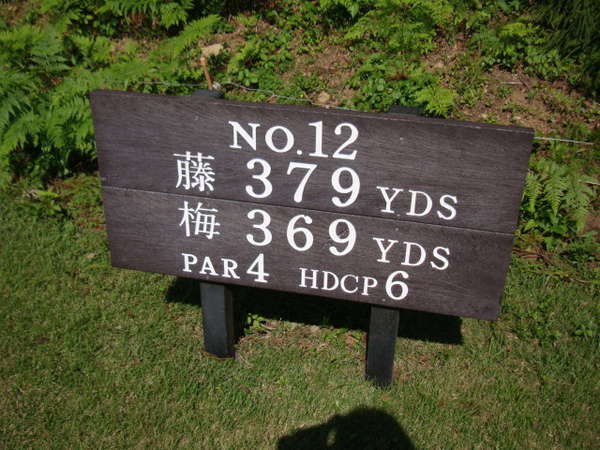 NO.12
藤 379 YDS
梅 369 YDS
PAR 4 HDCP 6